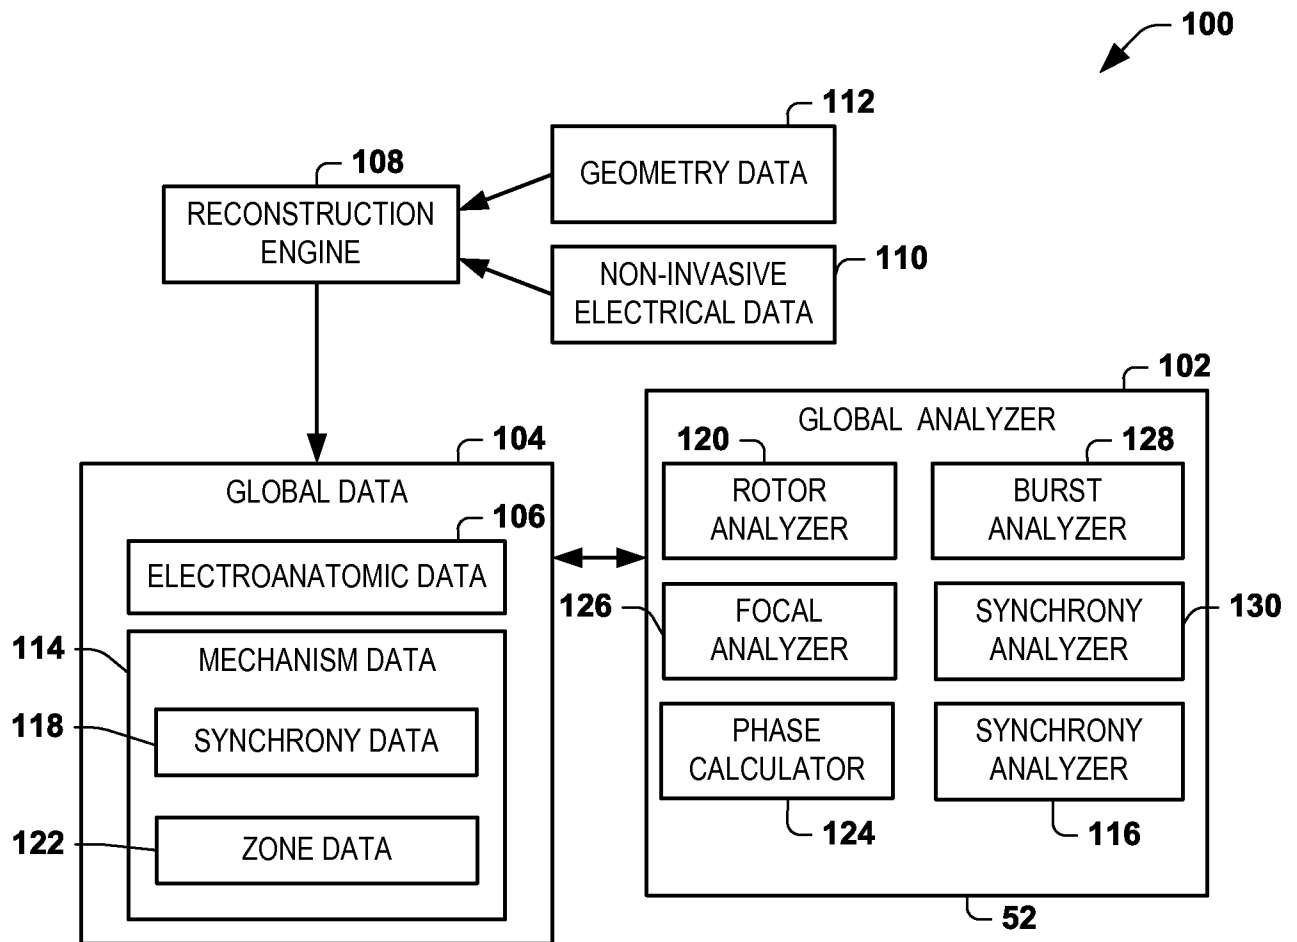 100
112
GEOMETRY DATA
108
RECONSTRUCTION
ENGINE
110
NON-INVASIVE
ELECTRICAL DATA
102
GLOBAL ANALYZER
120
ROTOR
ANALYZER
128
BURST
ANALYZER
126
FOCAL
ANALYZER
130
SYNCHRONY
ANALYZER
PHASE
CALCULATOR
124
SYNCHRONY
ANALYZER
116
52
104
GLOBAL DATA
106
ELECTROANATOMIC DATA
114
MECHANISM DATA
118
SYNCHRONY DATA
122
ZONE DATA